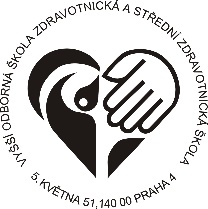 VYŠŠÍ ODBORNÁ ŠKOLA ZDRAVOTNICKÁ A STŘEDNÍ ZDRAVOTNICKÁ ŠKOLA
5. KVĚTNA 51, 140 00 PRAHA 4